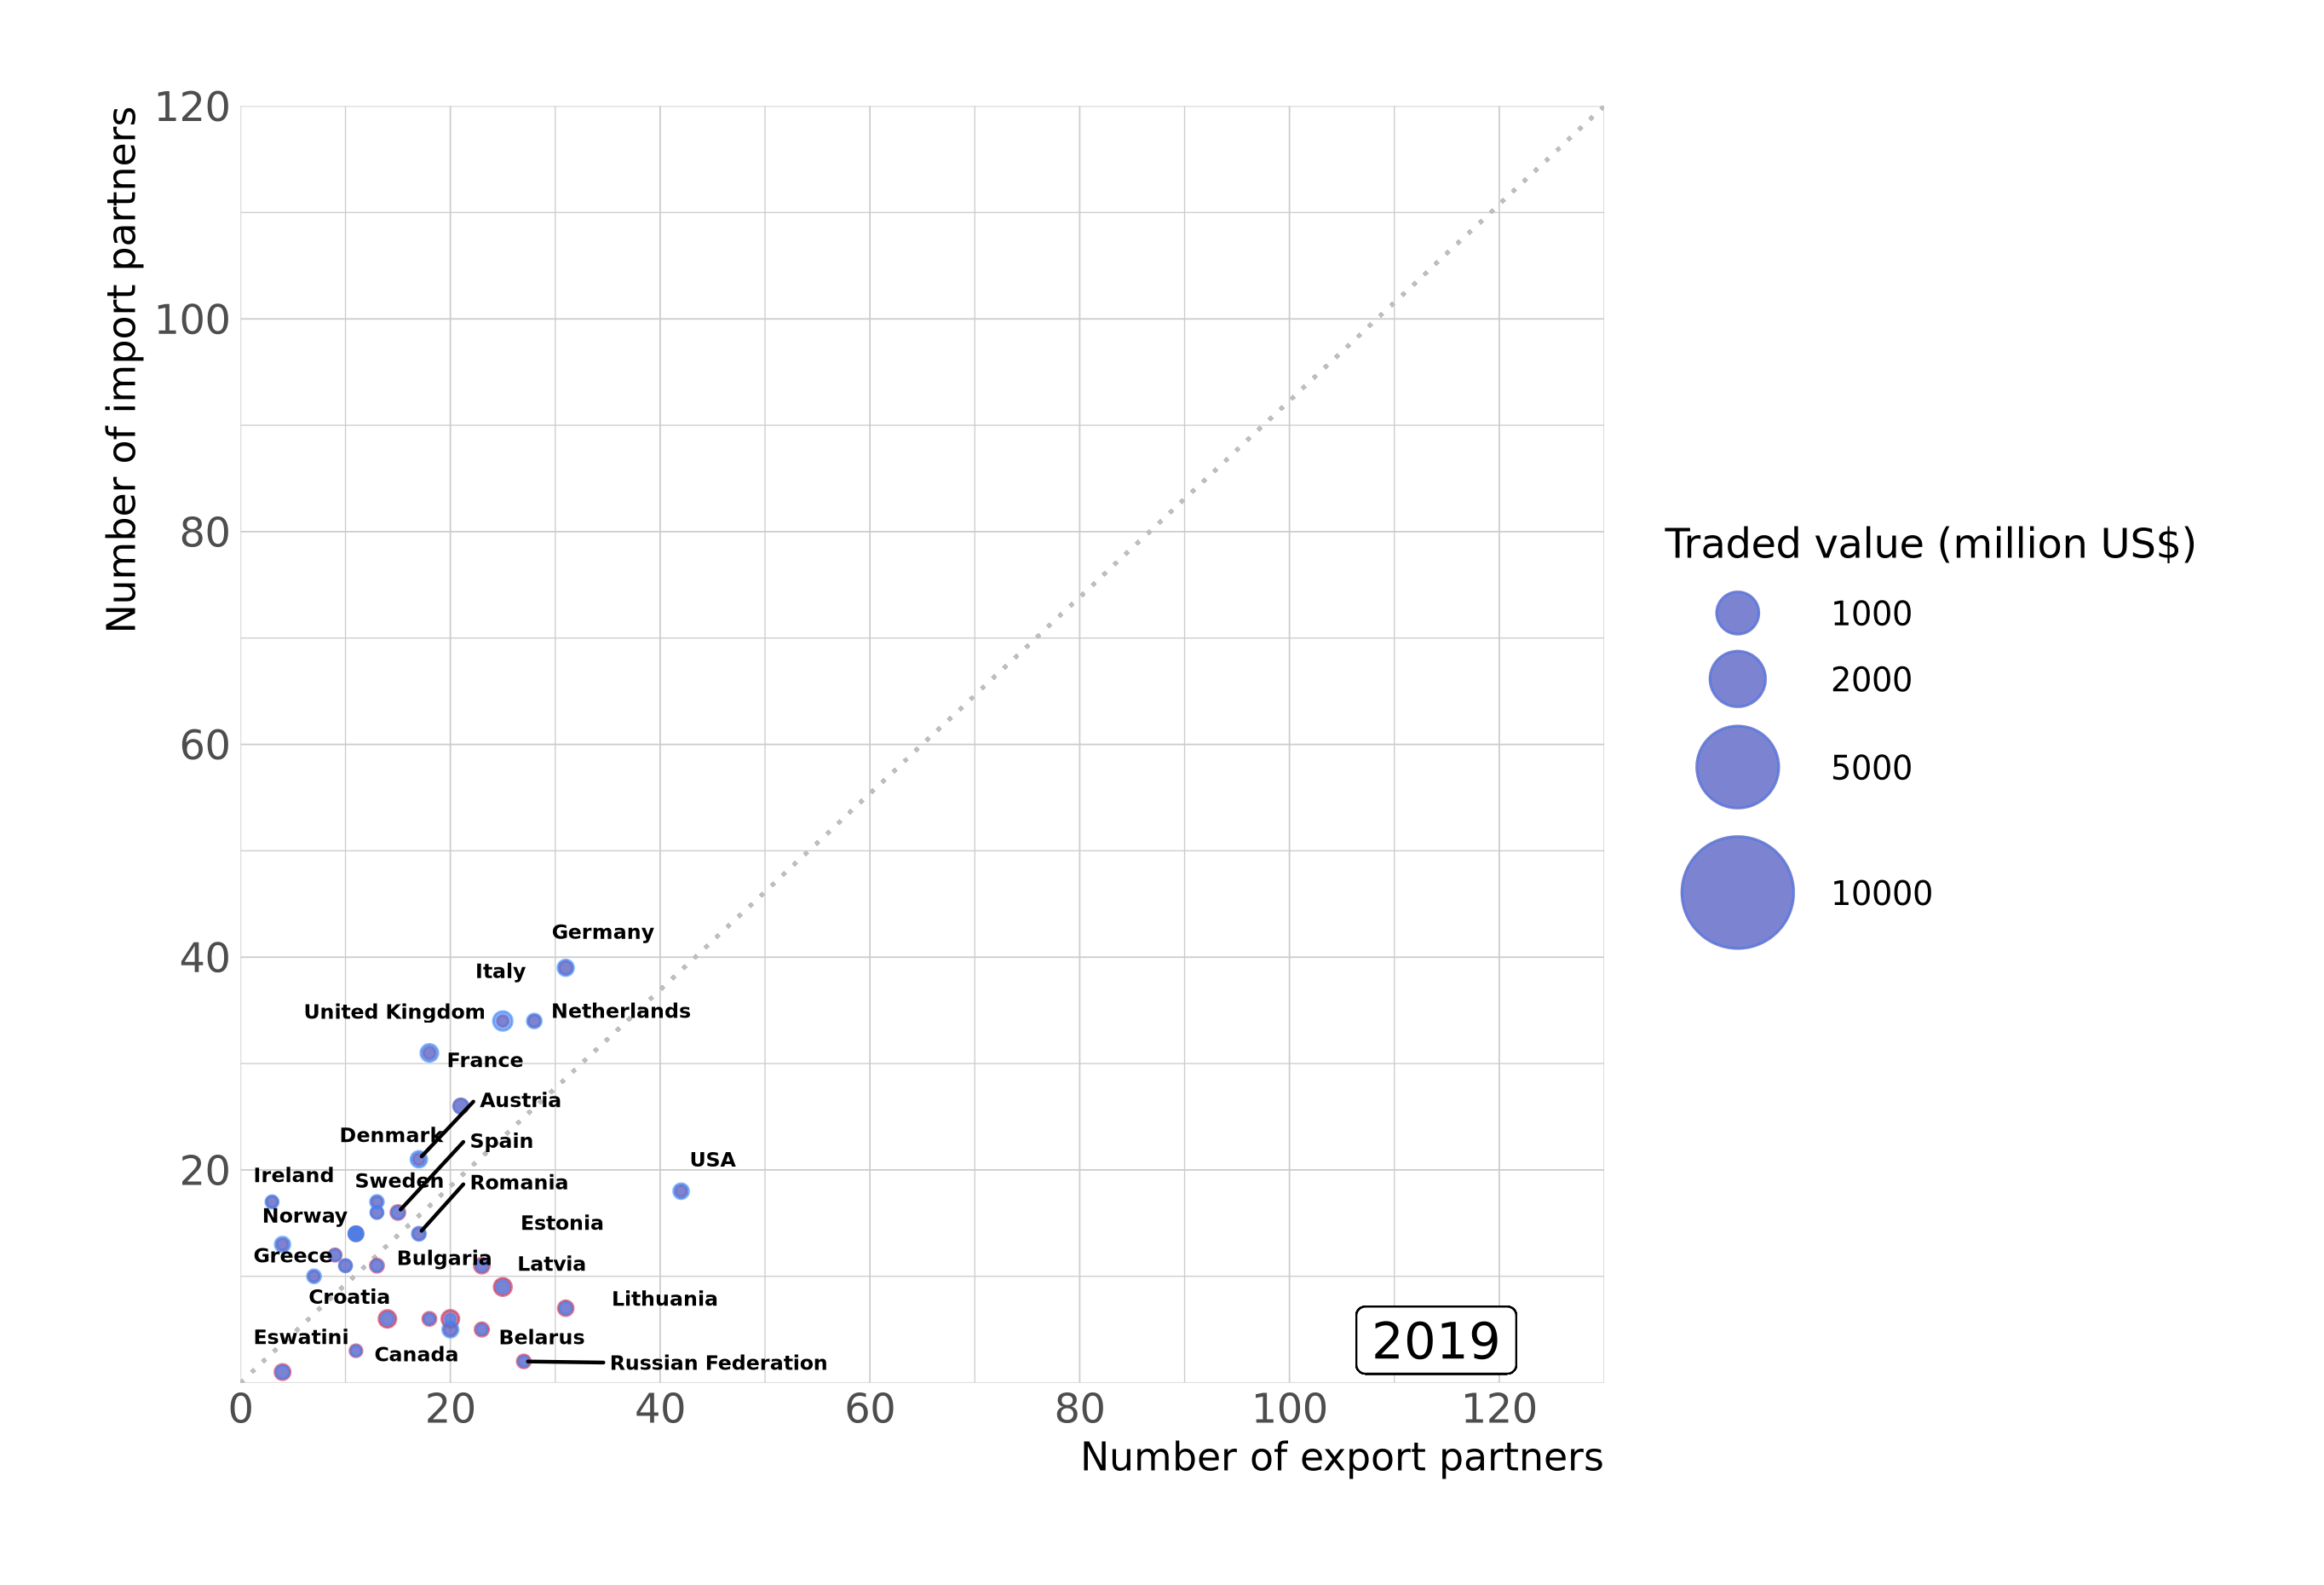 Number of import partners
120
100
80
60
40
20
Germany
Italy
United Kingdom
Netherlands
France
Austria
Denmark
Spain
USA
Ireland
Sweden
Romania
Norway
Estonia
Greece
Bulgaria
Latvia
Croatia
Lithuania
Eswatini
Belarus
Canada
Russian Federation
2019
0
20
40
60
80
100
120
Number of export partners
Traded value (million US$)
1000
2000
5000
10000